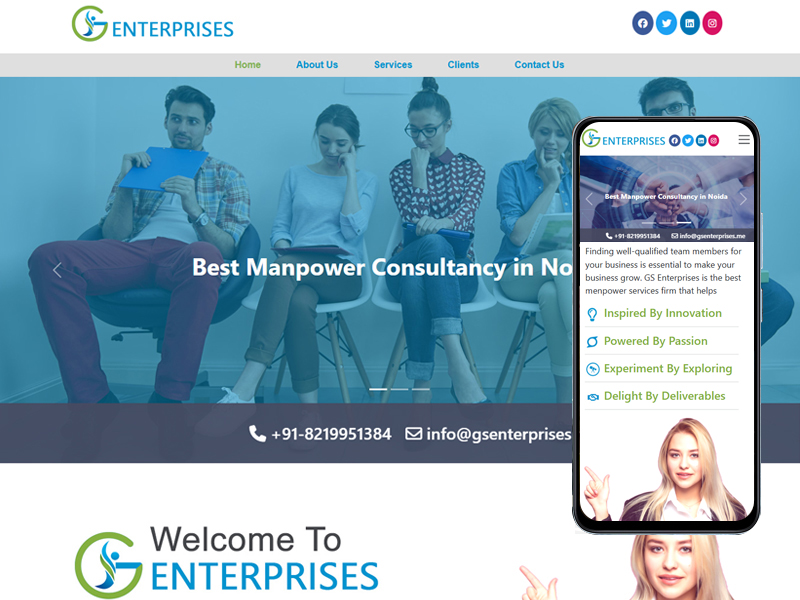 ENTERPRISES
Home About Us Services Clients Contact Us
Best Manpower Consultancy in No
+91-8219951384 info@gsenterprises
Welcome To
ENTERPRISES
ENTERPRISES
Best Manpower Consultancy in Noida
+91-8219951384 info@gsenterprises.me
Finding well-qualified team members for
your business is essential to make your
business grow. GS Enterprises is the best
menpower services firm that helps
Inspired By Innovation
Powered By Passion
Experiment By Exploring
Delight By Deliverables